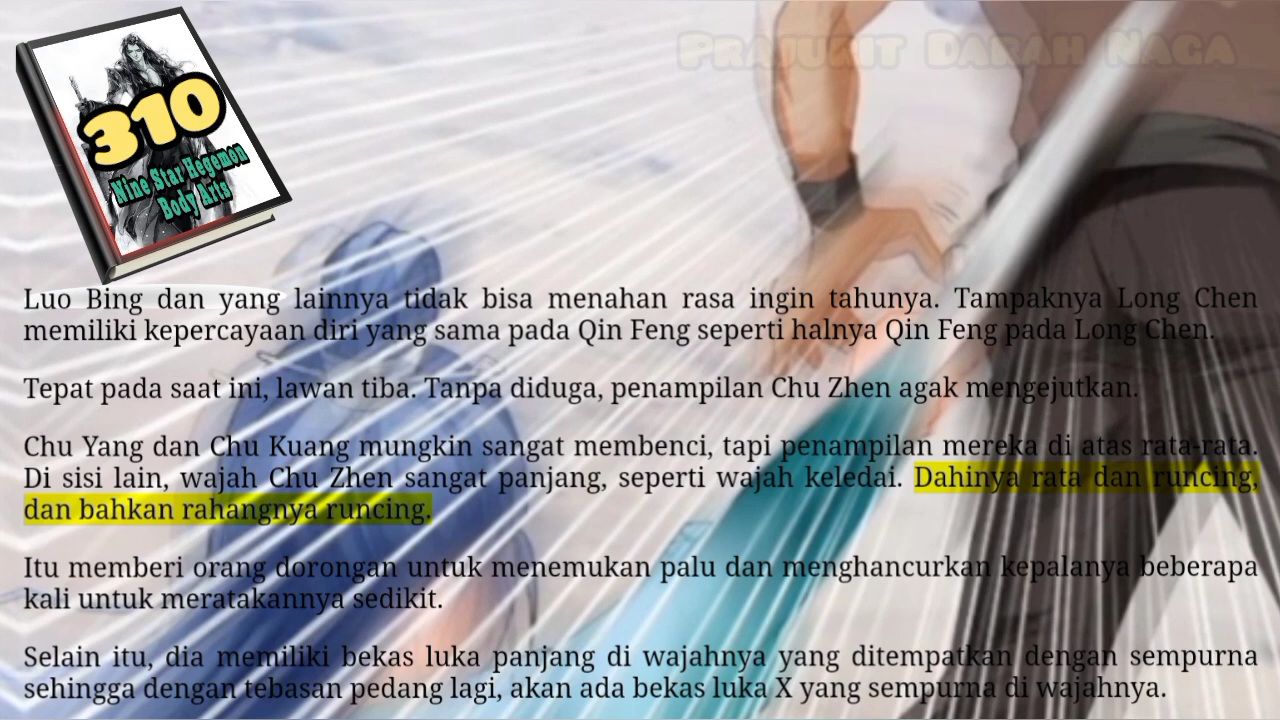 PRAJURIT DARAH NAGA
310
Nine Star Hegemon
Body Arts
Luo Bing dan yang lainnya tidak bisa menahan rasa ingin tahunya. Tampaknya Long Chen
memiliki kepercayaan diri yang sama pada Qin Feng seperti halnya Qin Feng pada Long Chen.
Tepat pada saat ini, lawan tiba. Tanpa diduga, penampilan Chu Zhen agak mengejutkan.
Chu Yang dan Chu Kuang mungkin sangat membenci, tapi penampilan mereka di atas rata-rata.
Di sisi lain, wajah Chu Zhen sangat panjang, seperti wajah keledai. Dahinya rata dan runcing,
dan bahkan rahangnya runcing.
Itu memberi orang dorongan untuk menemukan palu dan menghancurkan kepalanya beberapa
kali untuk meratakannya sedikit.
Selain itu, dia memiliki bekas luka panjang di wajahnya yang ditempatkan dengan sempurna
sehingga dengan tebasan pedang lagi, akan ada bekas luka X yang sempurna di wajahnya.